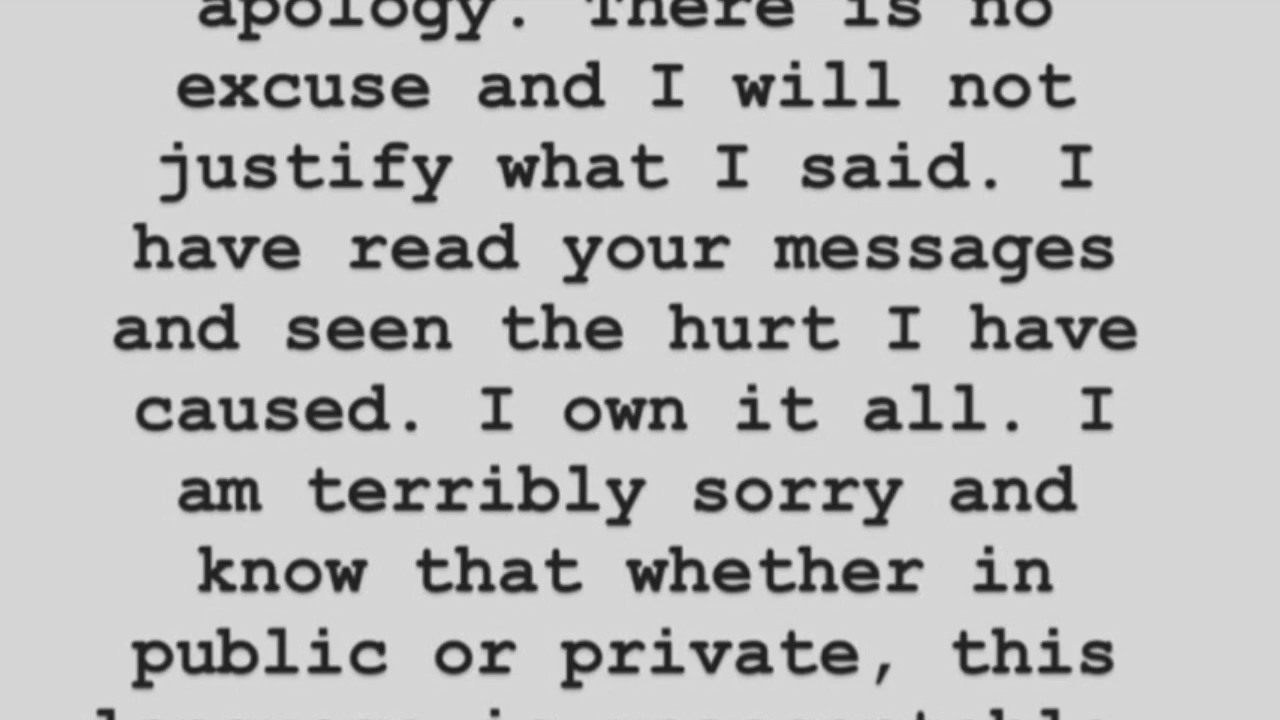 apology. There is no
excuse and I will not
justify what I said. I
have read your messages
and seen the hurt I have
caused. I own it all. I
am terribly sorry and
know that whether in
public or private, this